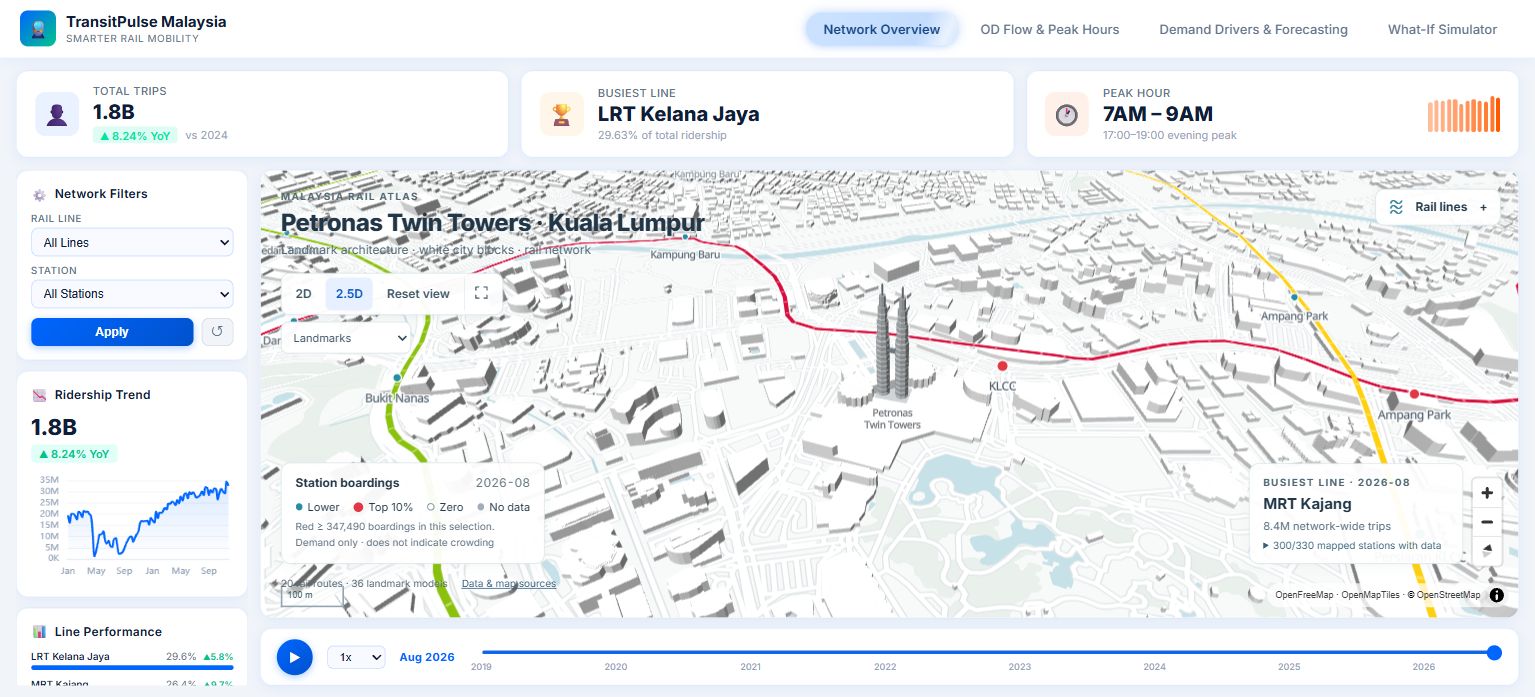 TransitPulse Malaysia
SMARTER RAIL MOBILITY
Network Overview
OD Flow & Peak Hours
Demand Drivers & Forecasting
What-If Simulator
TOTAL TRIPS
1.8B
▲ 8.24% YoY vs 2024
BUSIEST LINE
LRT Kelana Jaya
29.63% of total ridership
PEAK HOUR
7AM – 9AM
17:00–19:00 evening peak
Network Filters
RAIL LINE
All Lines
STATION
All Stations
Apply
Ridership Trend
1.8B
▲ 8.24% YoY
35M
30M
25M
20M
15M
10M
5M
0K
Jan May Sep Jan May Sep
Line Performance
LRT Kelana Jaya 29.6% ▲5.8%
MRT Kajang 26.4% ▲9.7%
Kampung Baru
MALAYSIA RAIL ATLAS
Petronas Twin Towers · Kuala Lumpur
Landmark architecture · white city blocks · rail network
Rail lines +
Kampung Baru
2D 2.5D Reset view
Landmarks
Ampang Park
Bukit Nanas
KLCC
Petronas
Twin Towers
Ampang Park
Station boardings 2026-08
Lower Top 10% Zero No data
Red ≥ 347,490 boardings in this selection.
Demand only · does not indicate crowding
20 rail routes · 36 landmark models Data & map sources
100 m
BUSIEST LINE · 2026-08
MRT Kajang
8.4M network-wide trips
▶ 300/330 mapped stations with data
OpenFreeMap · OpenMapTiles · © OpenStreetMap
1x
Aug 2026
2019 2020 2021 2022 2023 2024 2025 2026